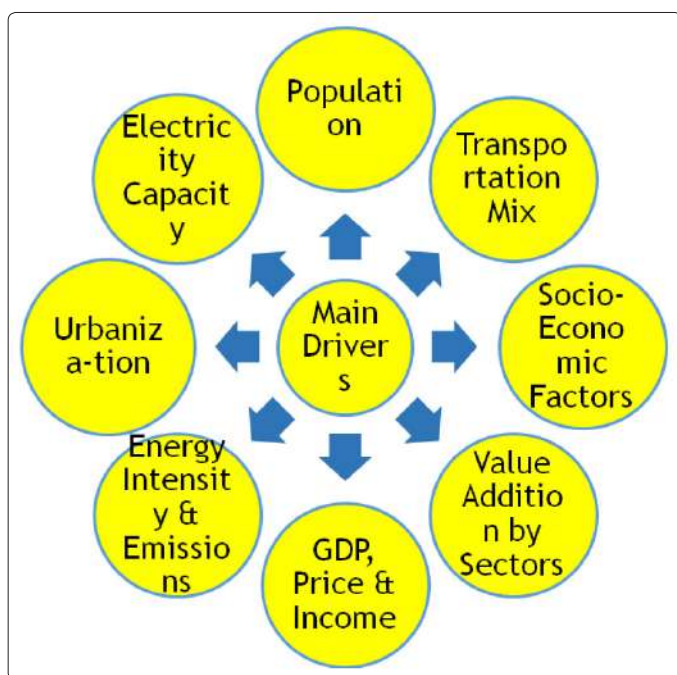 Populati
on
Transpo
rtation
Mix
Socio-
Econo
mic
Factors
Value
Additio
n by
Sectors
GDP,
Price &
Income
Energy
Intensit
y &
Emissio
ns
Urbaniz
a-tion
Electric
ity
Capacit
y
Main
Driver
s